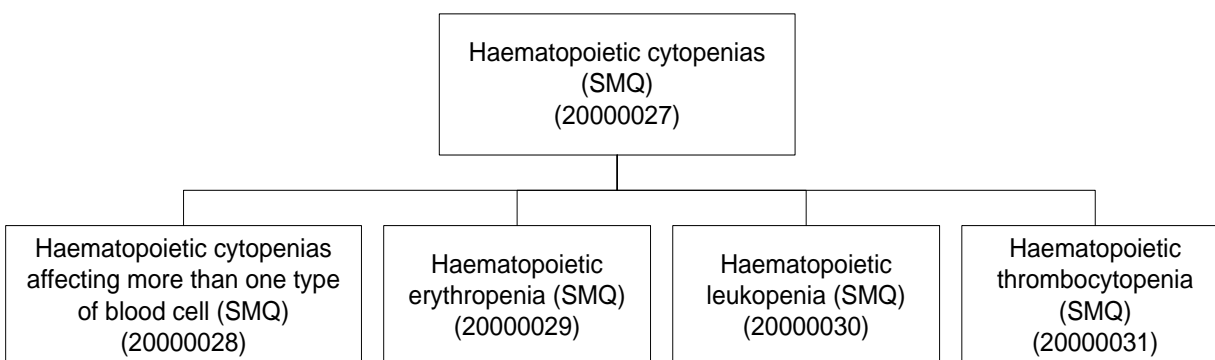 Haematopoietic cytopenias
(SMQ)
(20000027)
Haematopoietic cytopenias
affecting more than one type
of blood cell (SMQ)
(20000028)
Haematopoietic
erythropenia (SMQ)
(20000029)
Haematopoietic
leukopenia (SMQ)
(20000030)
Haematopoietic
thrombocytopenia
(SMQ)
(20000031)